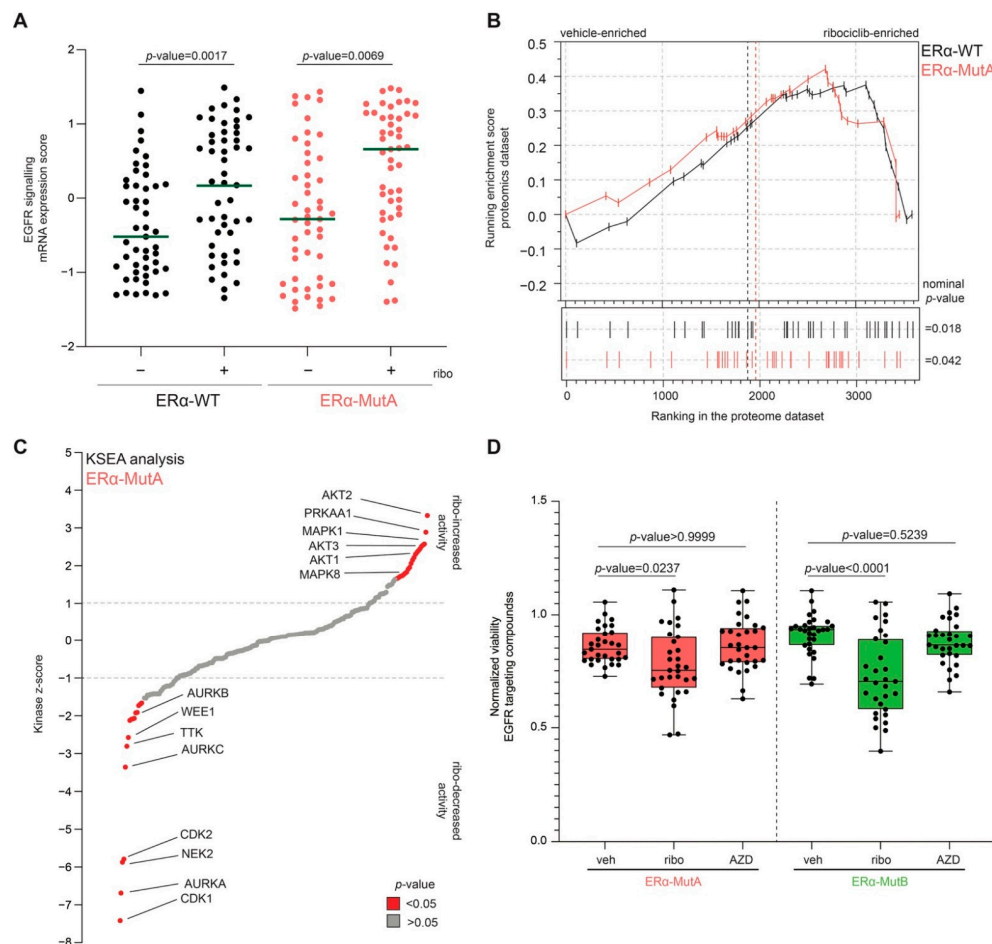 A
p-value=0.0017
p-value=0.0069
EGFR signalling
mRNA expression score
2
1
0
−1
−2
−
+
−
+
ribo
ERα-WT
ERα-MutA
B
vehicle-enriched
ribociclib-enriched
ERα-WT
ERα-MutA
Running enrichment score
proteomics dataset
0.5
0.4
0.3
0.2
0.1
0.0
−0.1
−0.2
nominal
p-value
=0.018
=0.042
0
1000
2000
3000
Ranking in the proteome dataset
C
KSEA analysis
ERα-MutA
Kinase z-score
5
4
3
2
1
0
−1
−2
−3
−4
−5
−6
−7
−8
AKT2
PRKAA1
MAPK1
AKT3
AKT1
MAPK8
ribo-increased
activity
AURKB
WEE1
TTK
AURKC
CDK2
NEK2
AURKA
CDK1
ribo-decreased
activity
p-value
<0.05
>0.05
D
Normalized viability
EGFR targeting compoundss
1.5
1.0
0.5
0.0
p-value>0.9999
p-value=0.0237
p-value=0.5239
p-value<0.0001
veh
ribo
AZD
veh
ribo
AZD
ERα-MutA
ERα-MutB